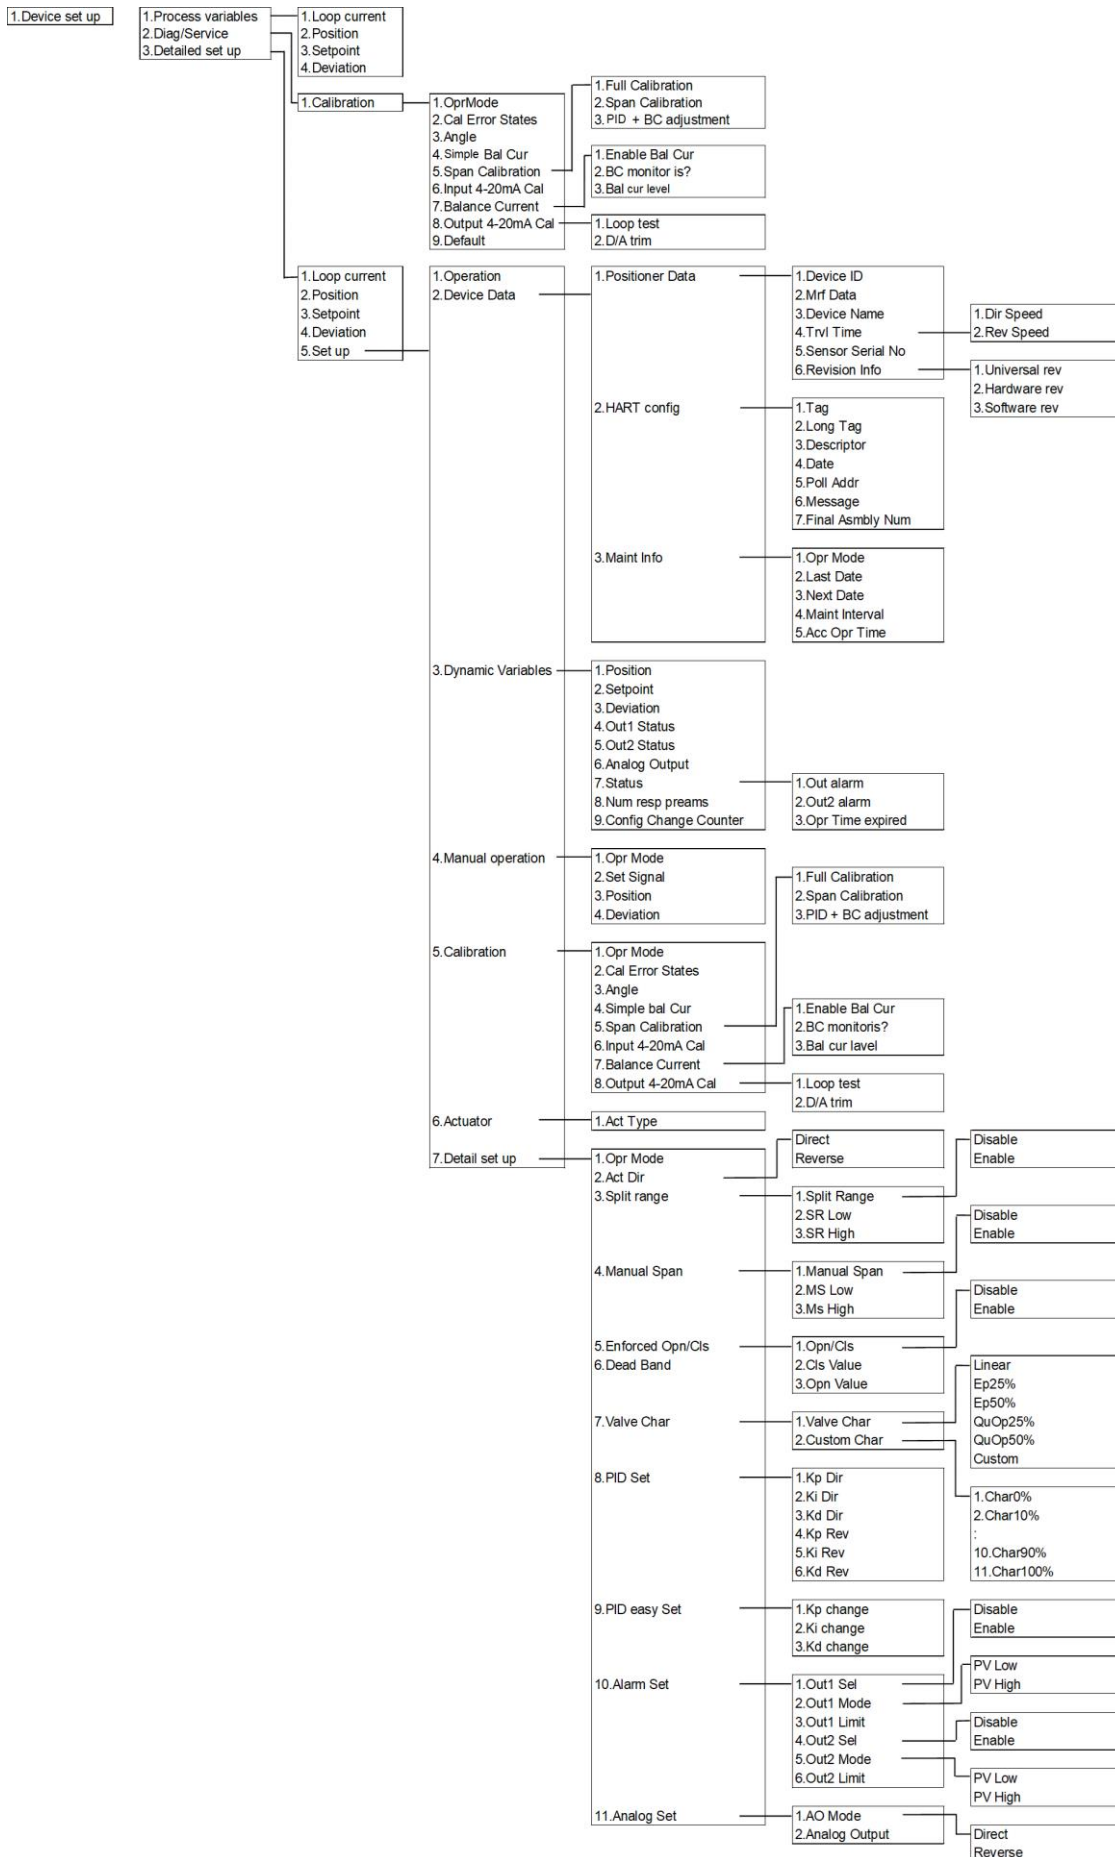 1.Device set up
1.Process variables
2.Diag/Service
3.Detailed set up
1.Loop current
2.Position
3.Setpoint
4.Deviation
1.Calibration
1.OprMode
2.Cal Error States
3.Angle
4.Simple Bal Cur
5.Span Calibration
6.Input 4-20mA Cal
7.Balance Current
8.Output 4-20mA Cal
9.Default
1.Full Calibration
2.Span Calibration
3.PID + BC adjustment
1.Enable Bal Cur
2.BC monitor is?
3.Bal cur level
1.Loop test
2.D/A trim
1.Loop current
2.Position
3.Setpoint
4.Deviation
5.Set up
1.Operation
2.Device Data
3.Dynamic Variables
4.Manual operation
5.Calibration
6.Actuator
7.Detail set up
1.Positioner Data
2.HART config
3.Maint Info
1.Device ID
2.Mrf Data
3.Device Name
4.Trvl Time
5.Sensor Serial No
6.Revision Info
1.Dir Speed
2.Rev Speed
1.Universal rev
2.Hardware rev
3.Software rev
1.Tag
2.Long Tag
3.Descriptor
4.Date
5.Poll Addr
6.Message
7.Final Asmbly Num
1.Opr Mode
2.Last Date
3.Next Date
4.Maint Interval
5.Acc Opr Time
1.Position
2.Setpoint
3.Deviation
4.Out1 Status
5.Out2 Status
6.Analog Output
7.Status
8.Num resp preams
9.Config Change Counter
1.Out alarm
2.Out2 alarm
3.Opr Time expired
1.Opr Mode
2.Set Signal
3.Position
4.Deviation
1.Opr Mode
2.Cal Error States
3.Angle
4.Simple bal Cur
5.Span Calibration
6.Input 4-20mA Cal
7.Balance Current
8.Output 4-20mA Cal
1.Full Calibration
2.Span Calibration
3.PID + BC adjustment
1.Enable Bal Cur
2.BC monitoris?
3.Bal cur lavel
1.Loop test
2.D/A trim
1.Act Type
1.Opr Mode
2.Act Dir
3.Split range
4.Manual Span
5.Enforced Opn/Cls
6.Dead Band
7.Valve Char
8.PID Set
9.PID easy Set
10.Alarm Set
11.Analog Set
Direct
Reverse
1.Split Range
2.SR Low
3.SR High
Disable
Enable
1.Manual Span
2.MS Low
3.Ms High
Disable
Enable
1.Opn/Cls
2.Cls Value
3.Opn Value
Disable
Enable
1.Valve Char
2.Custom Char
Linear
Ep25%
Ep50%
QuOp25%
QuOp50%
Custom
1.Char0%
2.Char10%
:
10.Char90%
11.Char100%
1.Kp Dir
2.Ki Dir
3.Kd Dir
4.Kp Rev
5.Ki Rev
6.Kd Rev
1.Kp change
2.Ki change
3.Kd change
1.Out1 Sel
2.Out1 Mode
3.Out1 Limit
4.Out2 Sel
5.Out2 Mode
6.Out2 Limit
Disable
Enable
PV Low
PV High
Disable
Enable
PV Low
PV High
1.AO Mode
2.Analog Output
Direct
Reverse